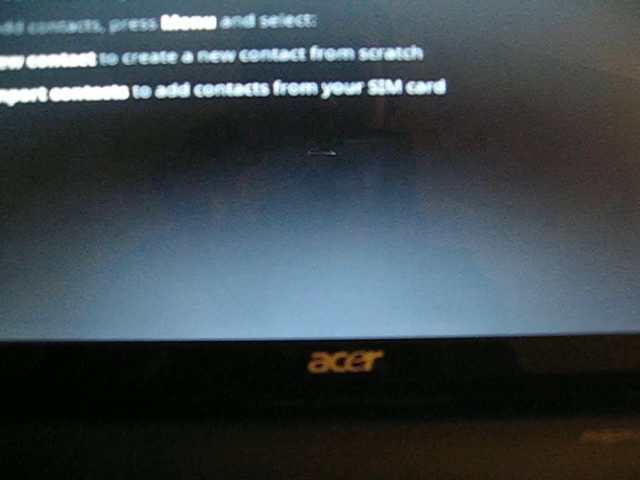 add contacts, press Menu and select:
ew contact to create a new contact from scratch
mport contacts to add contacts from your SIM card
acer